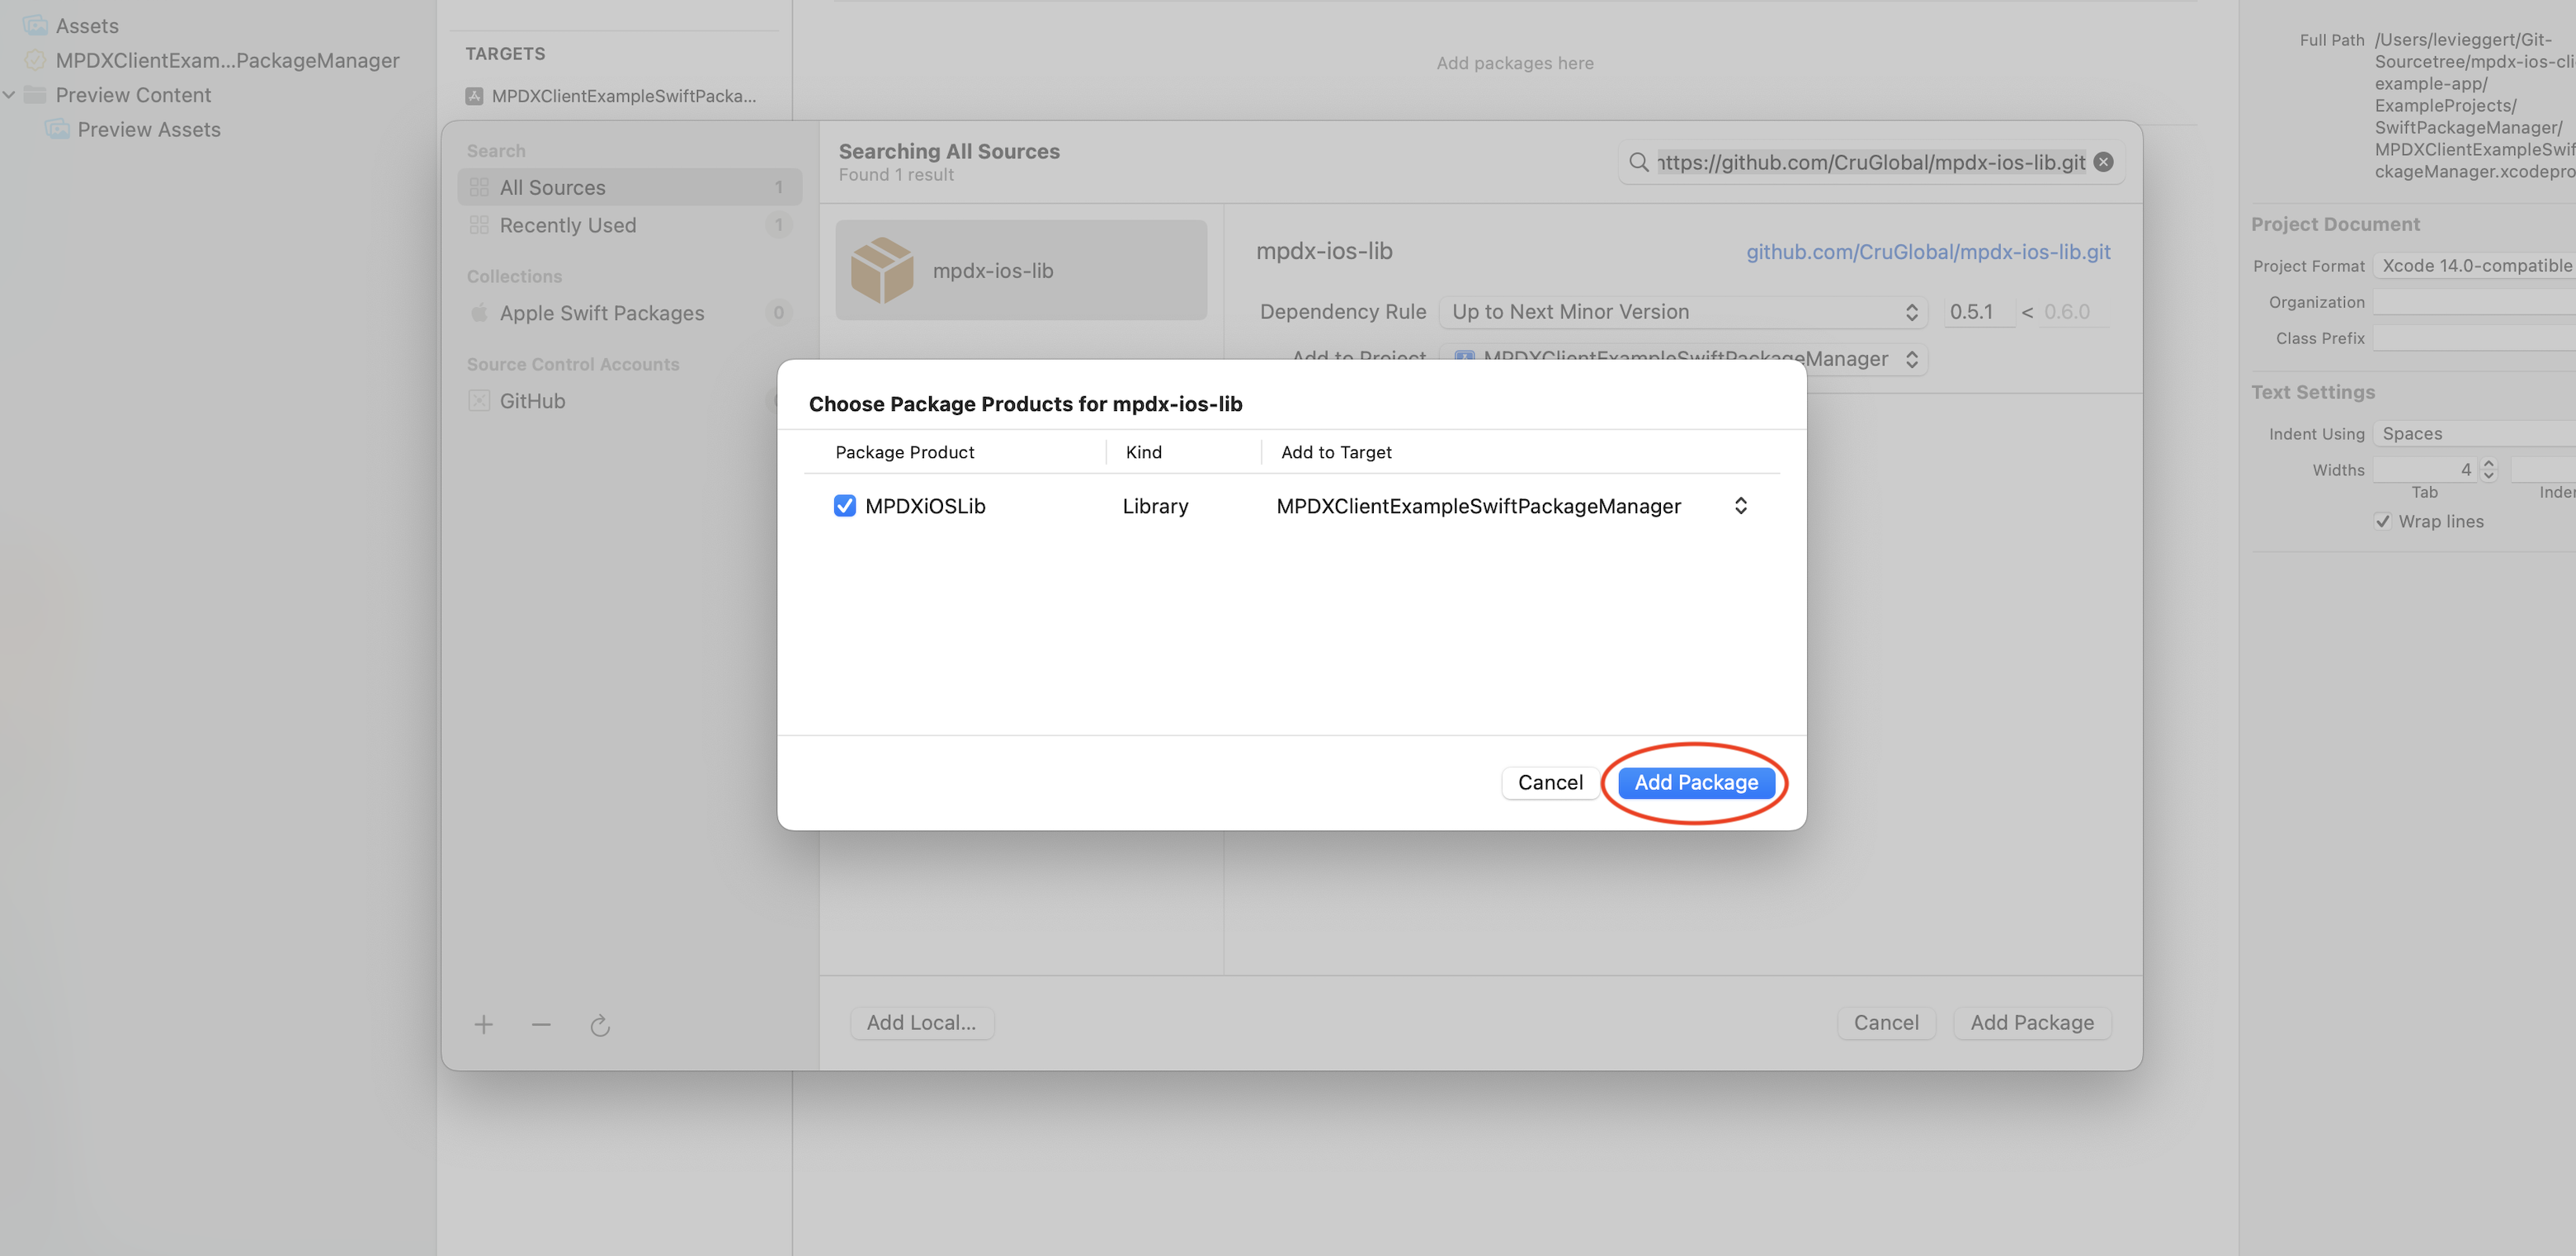 Assets
MPDXClientExam...PackageManager
Preview Content
Preview Assets
TARGETS
MPDXClientExampleSwiftPacka...
Add packages here
Search
All Sources 1
Recently Used 1
Collections
Apple Swift Packages 0
Source Control Accounts
GitHub
Searching All Sources
Found 1 result
https://github.com/CruGlobal/mpdx-ios-lib.git
mpdx-ios-lib
mpdx-ios-lib
github.com/CruGlobal/mpdx-ios-lib.git
Dependency Rule Up to Next Minor Version 0.5.1 < 0.6.0
Add to Project MPDXClientExampleSwiftPackageManager
Choose Package Products for mpdx-ios-lib
Package Product Kind Add to Target
MPDXiOSLib Library MPDXClientExampleSwiftPackageManager
Cancel Add Package
Add Local...
Cancel Add Package
Full Path /Users/levieggert/Git-
Sourcetree/mpdx-ios-cli
example-app/
ExampleProjects/
SwiftPackageManager/
MPDXClientExampleSwif
ckageManager.xcodepro
Project Document
Project Format Xcode 14.0-compatible
Organization
Class Prefix
Text Settings
Indent Using Spaces
Widths 4
Tab Inden
Wrap lines